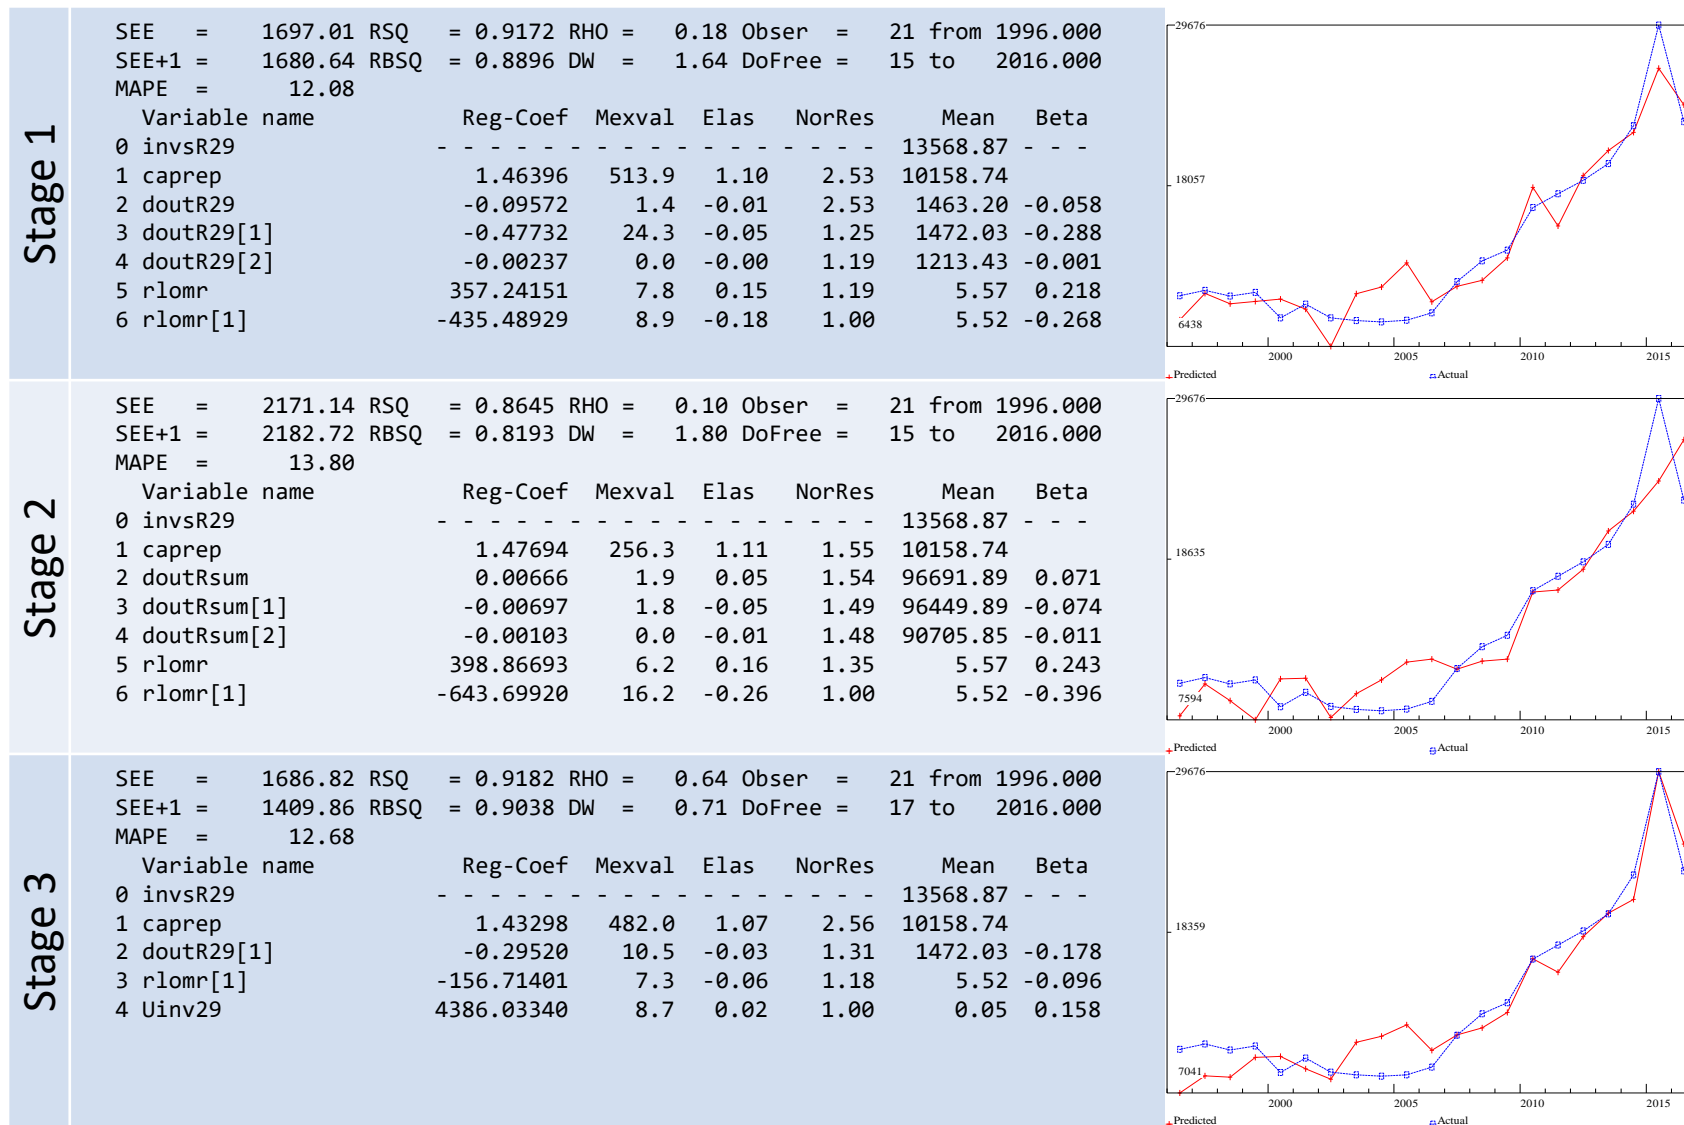 Stage 1
SEE   =     1697.01 RSQ   = 0.9172 RHO =   0.18 Obser  =   21 from 1996.000
SEE+1 =     1680.64 RBSQ  = 0.8896 DW  =   1.64 DoFree =   15 to   2016.000
MAPE  =       12.08
Variable name           Reg-Coef  Mexval  Elas   NorRes     Mean   Beta
0 invsR29                - - - - - - - - - - - - - - - - - 13568.87 - - -
1 caprep                  1.46396   513.9   1.10    2.53 10158.74
2 doutR29                -0.09572     1.4  -0.01    2.53  1463.20 -0.058
3 doutR29[1]             -0.47732    24.3  -0.05    1.25  1472.03 -0.288
4 doutR29[2]             -0.00237     0.0  -0.00    1.19  1213.43 -0.001
5 rlomr                 357.24151     7.8   0.15    1.19     5.57  0.218
6 rlomr[1]             -435.48929     8.9  -0.18    1.00     5.52 -0.268
29676
18057
6438
2000 2005 2010 2015
Predicted Actual
Stage 2
SEE   =     2171.14 RSQ   = 0.8645 RHO =   0.10 Obser  =   21 from 1996.000
SEE+1 =     2182.72 RBSQ  = 0.8193 DW  =   1.80 DoFree =   15 to   2016.000
MAPE  =       13.80
Variable name           Reg-Coef  Mexval  Elas   NorRes     Mean   Beta
0 invsR29                - - - - - - - - - - - - - - - - - 13568.87 - - -
1 caprep                  1.47694   256.3   1.11    1.55 10158.74
2 doutRsum                0.00666     1.9   0.05    1.54 96691.89  0.071
3 doutRsum[1]            -0.00697     1.8  -0.05    1.49 96449.89 -0.074
4 doutRsum[2]            -0.00103     0.0  -0.01    1.48 90705.85 -0.011
5 rlomr                 398.86693     6.2   0.16    1.35     5.57  0.243
6 rlomr[1]             -643.69920    16.2  -0.26    1.00     5.52 -0.396
29676
18635
7594
2000 2005 2010 2015
Predicted Actual
Stage 3
SEE   =     1686.82 RSQ   = 0.9182 RHO =   0.64 Obser  =   21 from 1996.000
SEE+1 =     1409.86 RBSQ  = 0.9038 DW  =   0.71 DoFree =   17 to   2016.000
MAPE  =       12.68
Variable name           Reg-Coef  Mexval  Elas   NorRes     Mean   Beta
0 invsR29                - - - - - - - - - - - - - - - - - 13568.87 - - -
1 caprep                  1.43298   482.0   1.07    2.56 10158.74
2 doutR29[1]             -0.29520    10.5  -0.03    1.31  1472.03 -0.178
3 rlomr[1]             -156.71401     7.3  -0.06    1.18     5.52 -0.096
4 Uinv29               4386.03340     8.7   0.02    1.00     0.05  0.158
29676
18359
7041
2000 2005 2010 2015
Predicted Actual